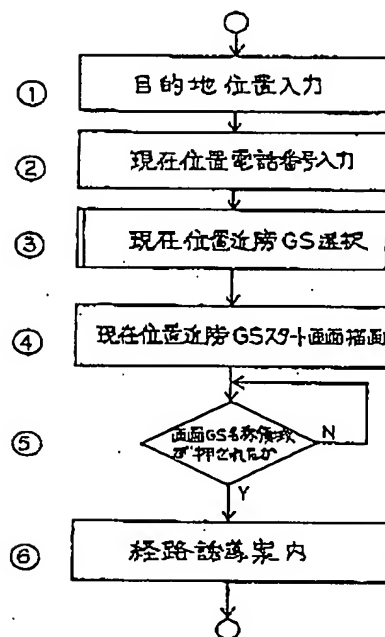 ① 目的地位置入力
② 現在位置電話番号入力
③ 現在位置近傍GS選択
④ 現在位置近傍GSスタート画面描画
画面GS名称領域
⑤ が押されたか N
Y
⑥ 経路誘導案内